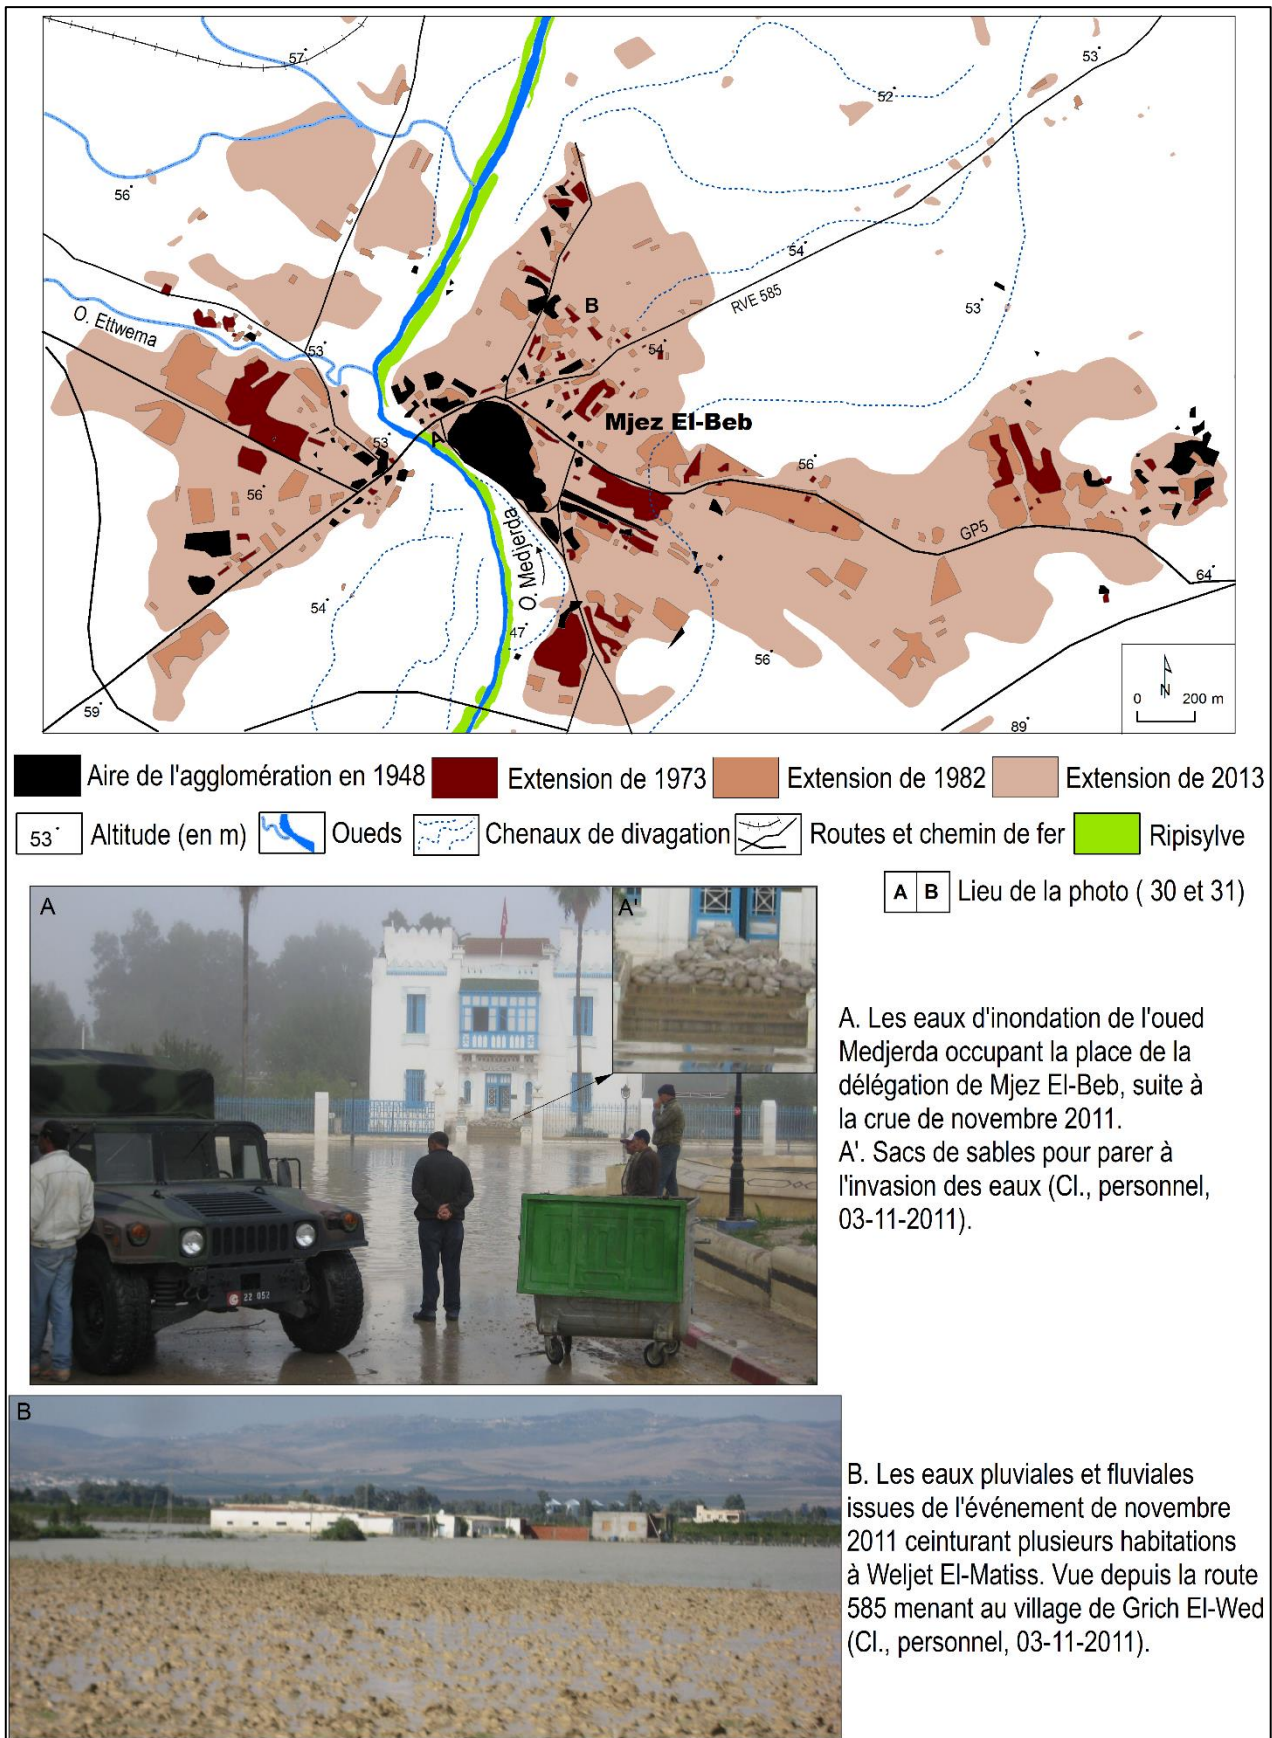 57°
53°
52°
56°
54°
RVE 585
53°
O. Ettwema
53°
B
54°
Mjez El-Beb
A
53°
56°
56°
GP5
O. Medjerda
64°
54°
47°
56°
59°
89°
N
0 200 m
Aire de l'agglomération en 1948
Extension de 1973
Extension de 1982
Extension de 2013
53° Altitude (en m)
Oueds
Chenaux de divagation
Routes et chemin de fer
Ripisylve
A B Lieu de la photo ( 30 et 31)
A
A'
22 052
A. Les eaux d'inondation de l'oued
Medjerda occupant la place de la
délégation de Mjez El-Beb, suite à
la crue de novembre 2011.
A'. Sacs de sables pour parer à
l'invasion des eaux (Cl., personnel,
03-11-2011).
B
B. Les eaux pluviales et fluviales
issues de l'événement de novembre
2011 ceinturant plusieurs habitations
à Weljet El-Matiss. Vue depuis la route
585 menant au village de Grich El-Wed
(Cl., personnel, 03-11-2011).